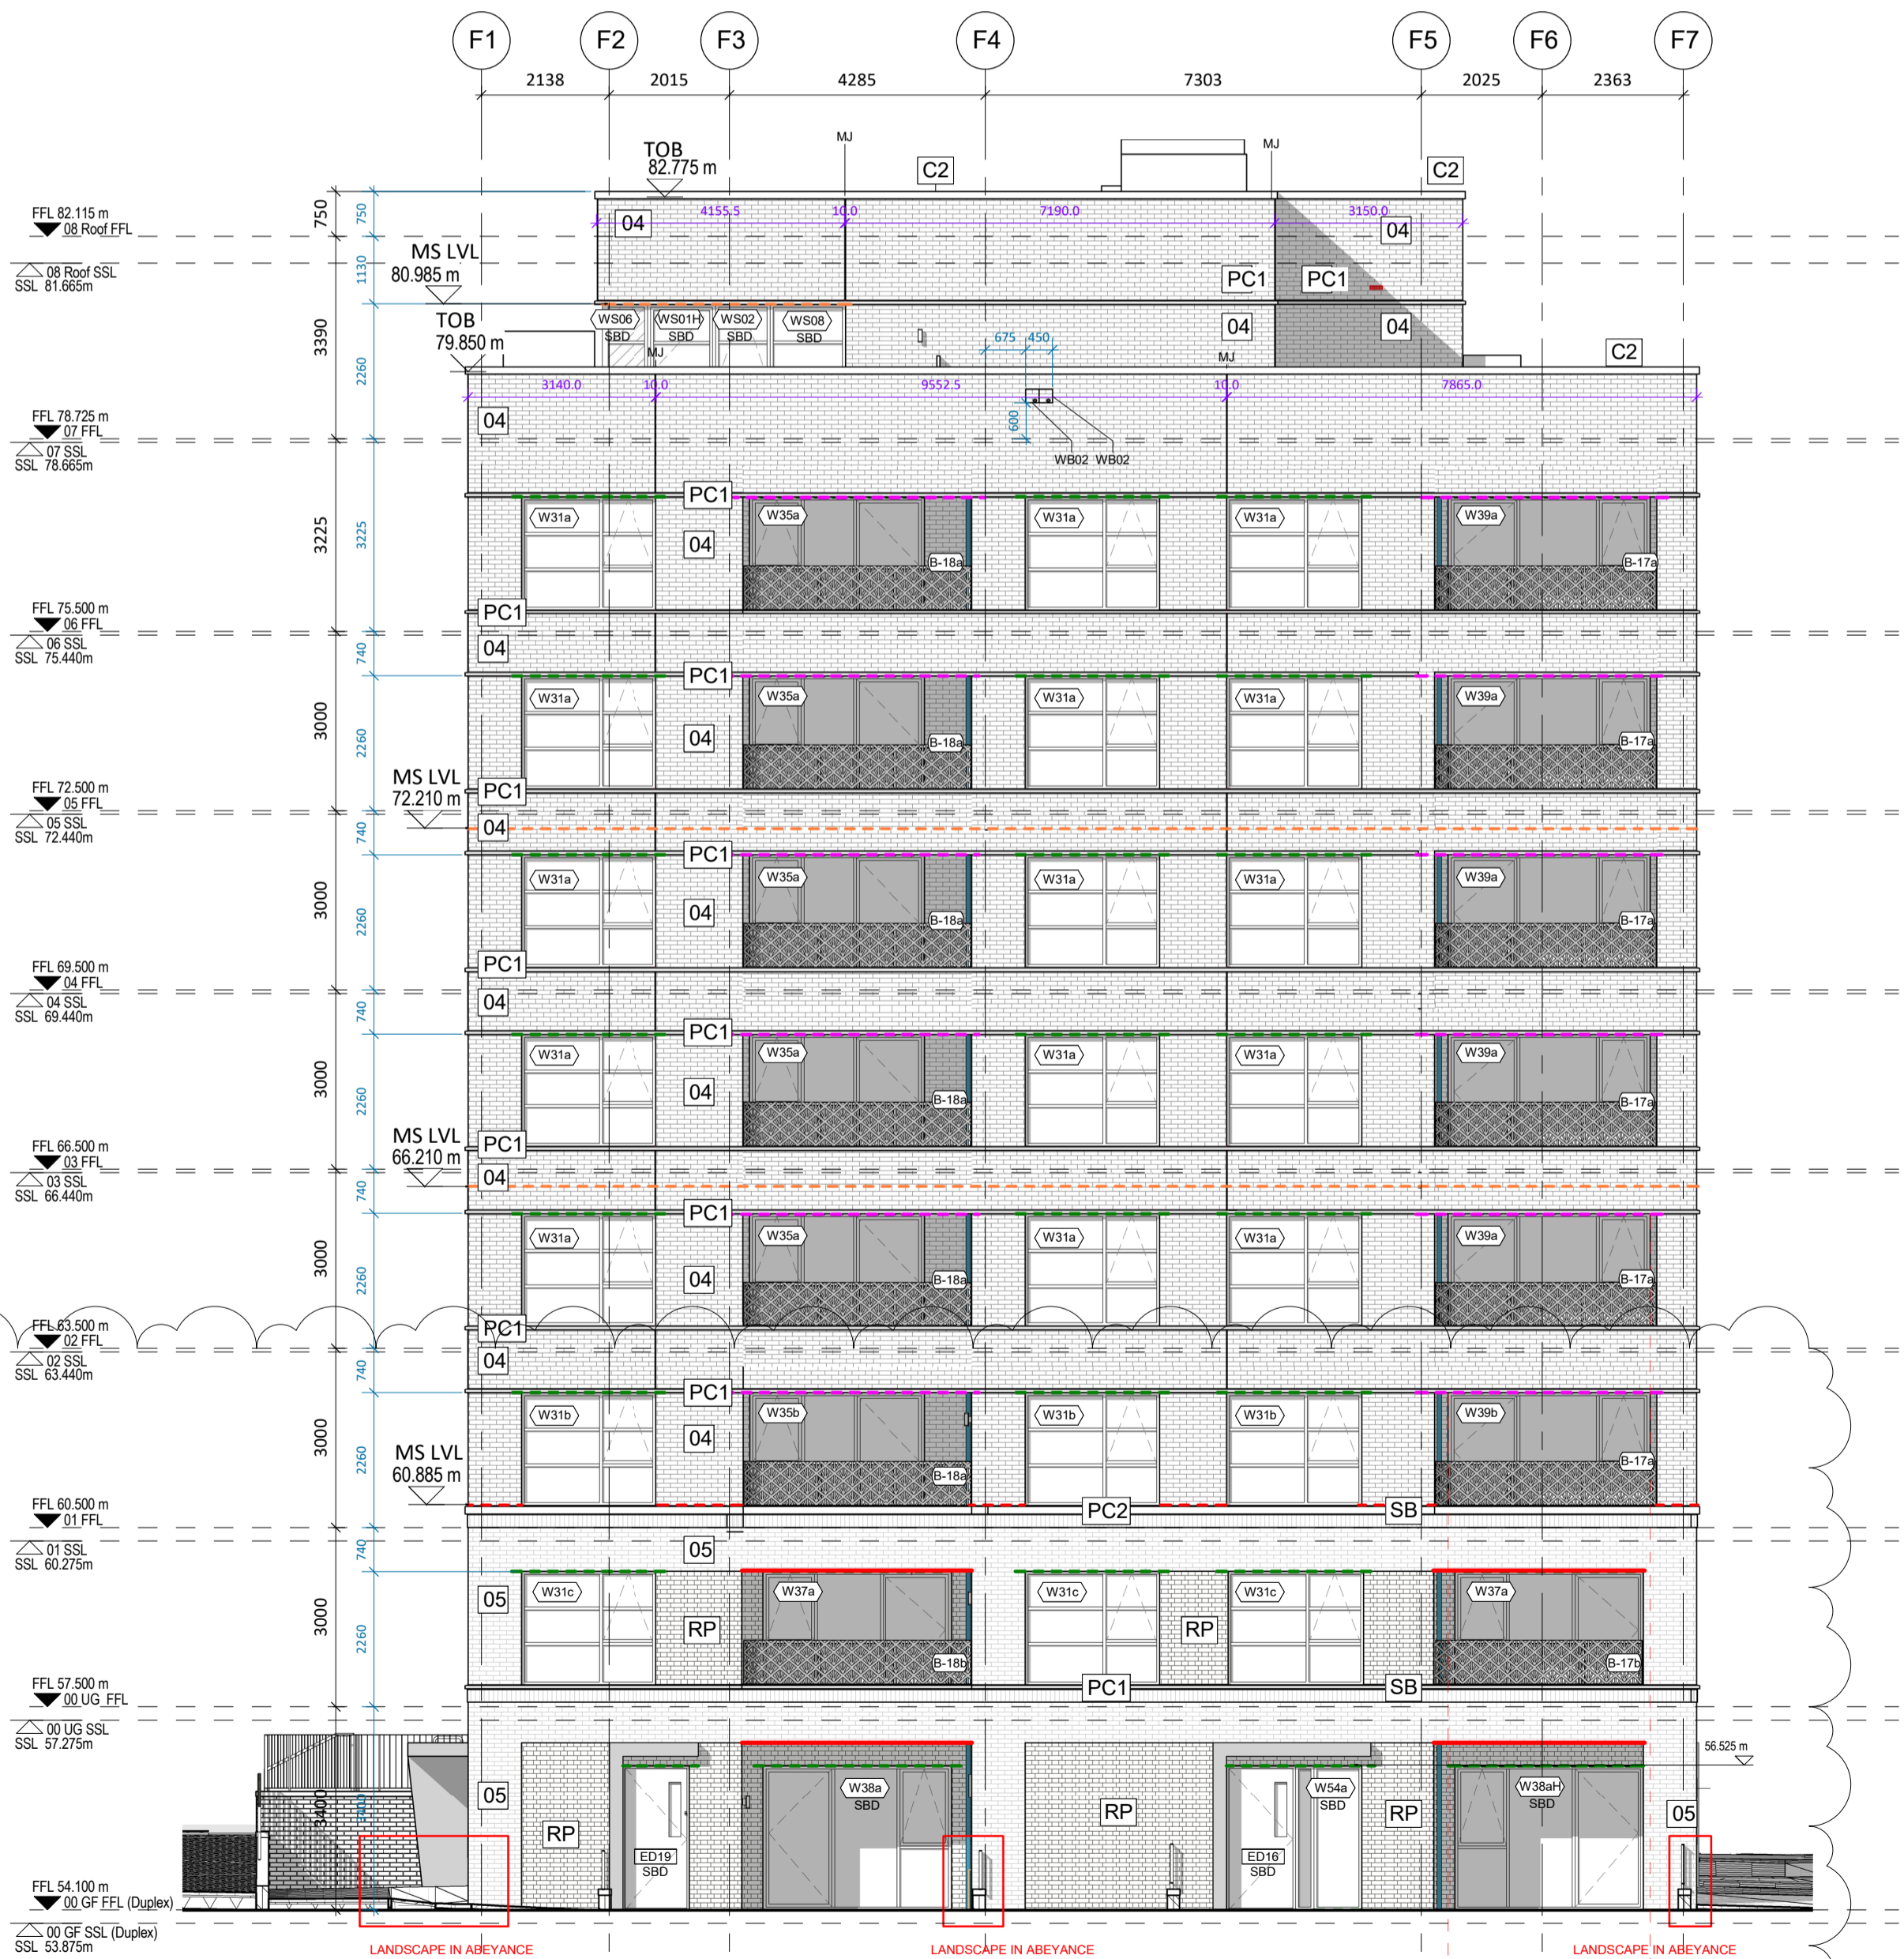 F1 F2 F3 F4 F5 F6 F7
2138 2015 4285 7303 2025 2363
TOB
82.775 m
MJ
C2
MJ
C2
750
750
FFL 82.115 m
08 Roof FFL
04
4155.5 10.0 7190.0 3150.0
04
MS LVL
80.985 m
08 Roof SSL
SSL 81.665m
1130
PC1 PC1
TOB
79.850 m
3390
WS06 SBD
WS01H SBD
WS02 SBD
WS08 SBD
04
04
675 450
2260
MJ
MJ
C2
3140.0 10.0 9552.5 10.0 7865.0
FFL 78.725 m
07 FFL
04
600
07 SSL
SSL 78.665m
WB02 WB02
PC1
3225
3225
W31a
04
W35a
B-18a
W31a
W31a
W39a
B-17a
FFL 75.500 m
06 FFL
PC1
06 SSL
SSL 75.440m
740
04
PC1
3000
2260
W31a
04
W35a
B-18a
W31a
W31a
W39a
B-17a
FFL 72.500 m
05 FFL
MS LVL
72.210 m
PC1
05 SSL
SSL 72.440m
740
04
PC1
3000
2260
W31a
04
W35a
B-18a
W31a
W31a
W39a
B-17a
FFL 69.500 m
04 FFL
PC1
04 SSL
SSL 69.440m
740
04
PC1
3000
2260
W31a
04
W35a
B-18a
W31a
W31a
W39a
B-17a
FFL 66.500 m
03 FFL
MS LVL
66.210 m
PC1
03 SSL
SSL 66.440m
740
04
PC1
3000
2260
W31a
04
W35a
B-18a
W31a
W31a
W39a
B-17a
FFL 63.500 m
02 FFL
PC1
02 SSL
SSL 63.440m
740
04
PC1
3000
2260
W31b
04
W35b
B-18a
W31b
W31b
W39b
B-17a
MS LVL
60.885 m
FFL 60.500 m
01 FFL
PC2
SB
01 SSL
SSL 60.275m
740
05
3000
2260
05
W31c
RP
W37a
B-18b
W31c
RP
W31c
W37a
B-17b
FFL 57.500 m
00 UG FFL
PC1
SB
00 UG SSL
SSL 57.275m
56.525 m
3400
3400
05
RP
ED19
SBD
W38a
SBD
RP
ED16
SBD
W54a
SBD
RP
W38aH
SBD
05
FFL 54.100 m
00 GF FFL (Duplex)
00 GF SSL (Duplex)
SSL 53.875m
LANDSCAPE IN ABEYANCE
LANDSCAPE IN ABEYANCE
LANDSCAPE IN ABEYANCE